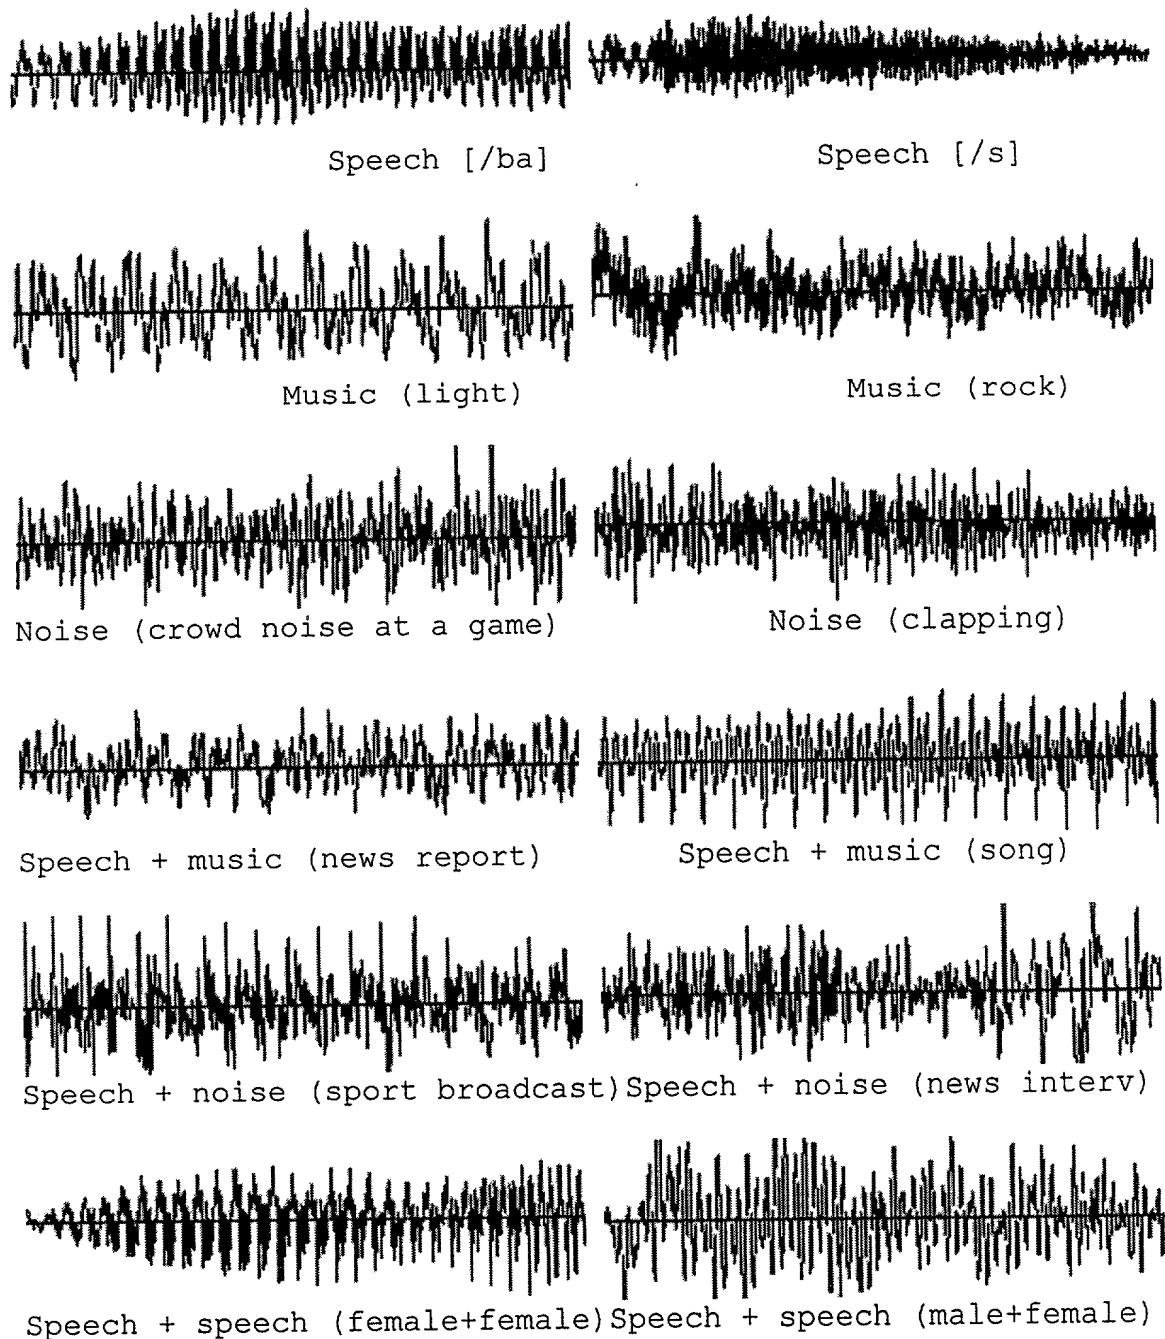 Speech [/ba]
Speech [/s]
Music (light)
Music (rock)
Noise (crowd noise at a game)
Noise (clapping)
Speech + music (news report)
Speech + music (song)
Speech + noise (sport broadcast)
Speech + noise (news interv)
Speech + speech (female+female)
Speech + speech (male+female)